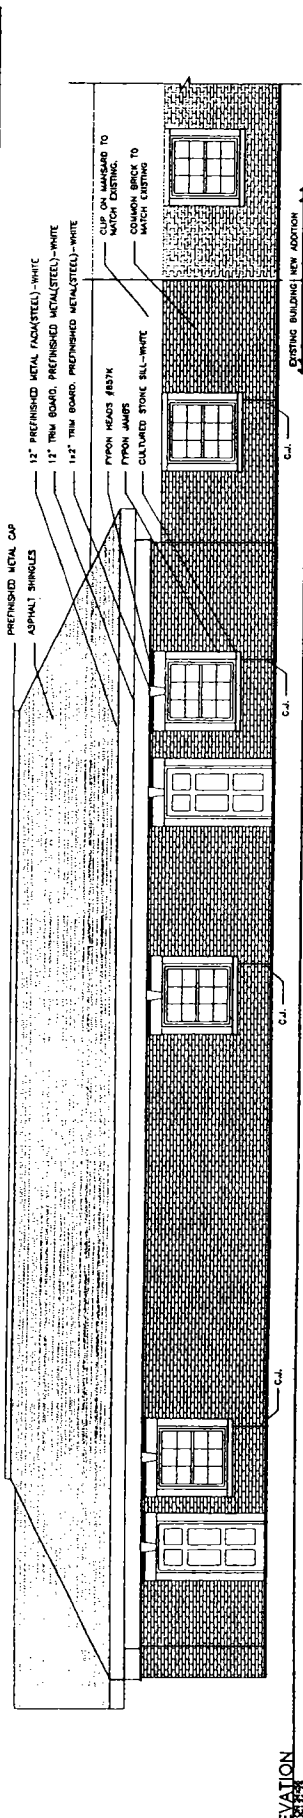 PREFINISHED METAL CAP
ASPHALT SHINGLES
12" PREFINISHED METAL FACIA(STEEL)-WHITE
12" TRIM BOARD, PREFINISHED METAL(STEEL)-WHITE
1x2" TRIM BOARD, PREFINISHED METAL(STEEL)-WHITE
FYPON HEADS #857K
FYPON JAMBS
CULTURED STONE SILL-WHITE
CLIP ON MANSARD TO
MATCH EXISTING.
COMMON BRICK TO
MATCH EXISTING
EXISTING BUILDING NEW ADDITION
C.J.
C.J.
C.J.
C.J.
EVATION